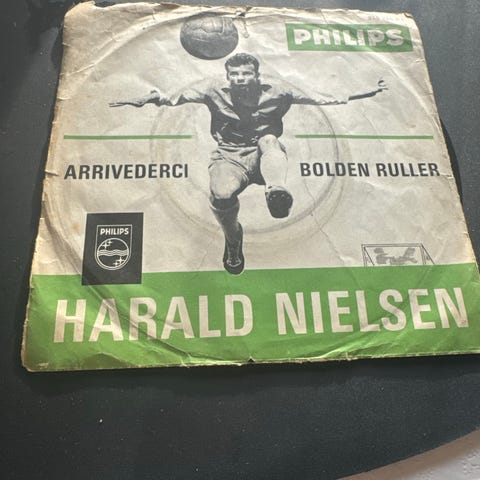 PHILIPS
ARRIVEDERCI
BOLDEN RULLER
PHILIPS
HARALD NIELSEN